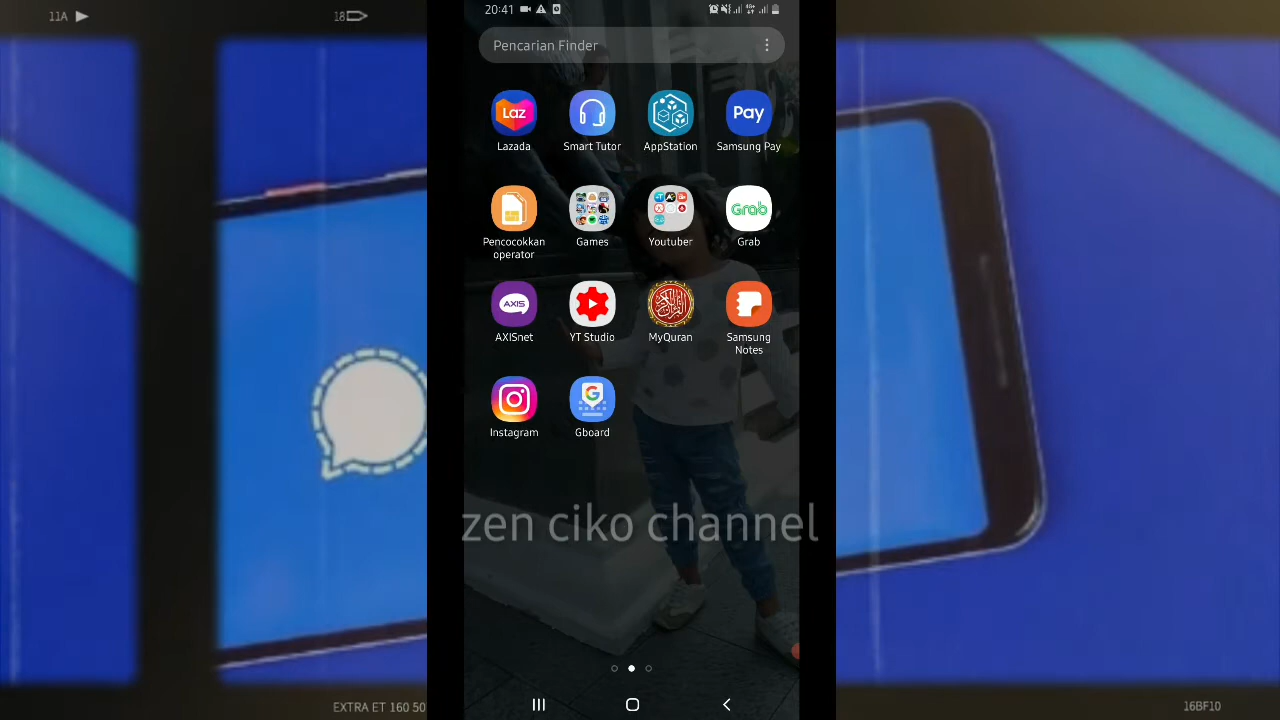 11A
18
20:41
Pencarian Finder
Laz
Pay
Lazada
Smart Tutor
AppStation
Samsung Pay
Grab
Pencocokkan
operator
Games
Youtuber
Grab
AXIS
AXISnet
YT Studio
MyQuran
Samsung
Notes
Instagram
Gboard
zen ciko channel
EXTRA ET 160 50
16BF10